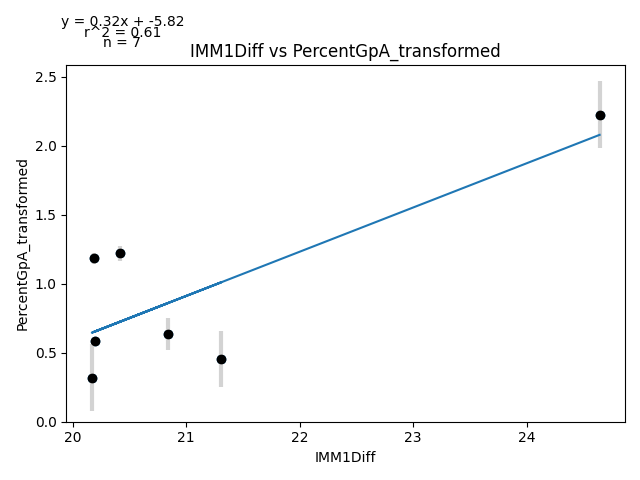 y = 0.32x + -5.82
r^2 = 0.61
n = 7
IMM1Diff vs PercentGpA_transformed
2.5
2.0
1.5
1.0
0.5
0.0
PercentGpA_transformed
20 21 22 23 24
IMM1Diff